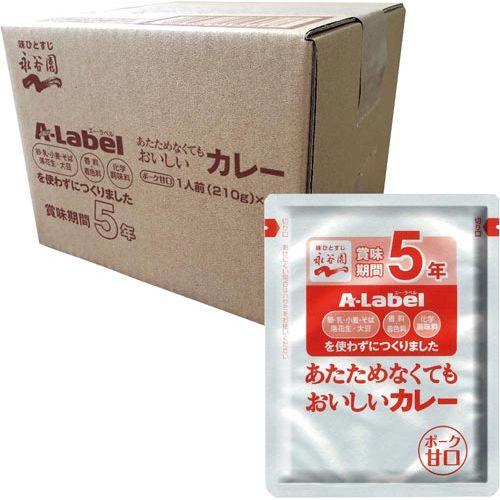 味ひとすじ
永谷園
A-Label
エー・ラベル
卵・乳・小麦・そば
落花生・大豆
香料
着色料
化学
調味料
を使わずにつくりました
賞味期間5年
あたためなくても
おいしいカレー
ポーク甘口 1人前(210g)×
味ひとすじ
永谷園
賞味
期間5年
エー・ラベル
A-Label
卵・乳・小麦・そば
落花生・大豆
香料
着色料
化学
調味料
を使わずにつくりました
あたためなくても
おいしいカレー
ポーク
甘口
切り口
切り口